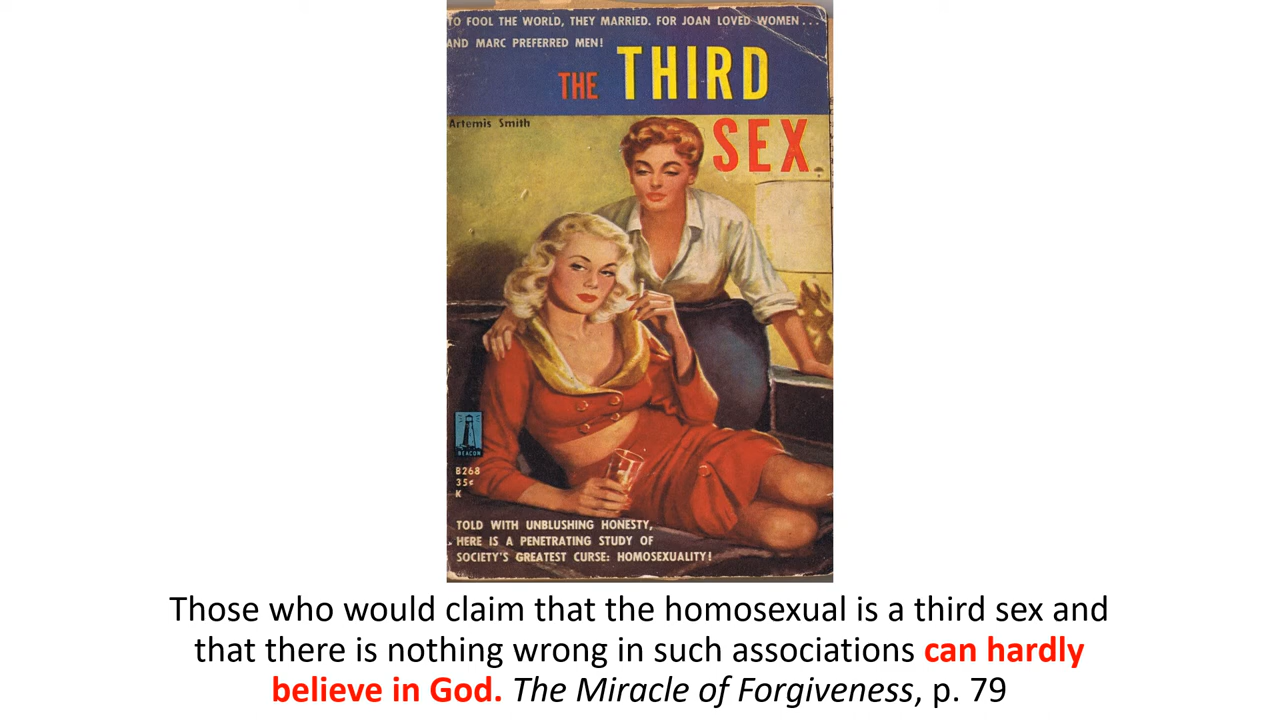 TO FOOL THE WORLD, THEY MARRIED. FOR JOAN LOVED WOMEN...
AND MARC PREFERRED MEN!
THE THIRD
SEX
Artemis Smith
BEACON
B268
35¢
K
TOLD WITH UNBLUSHING HONESTY,
HERE IS A PENETRATING STUDY OF
SOCIETY'S GREATEST CURSE: HOMOSEXUALITY!
Those who would claim that the homosexual is a third sex and
that there is nothing wrong in such associations can hardly
believe in God. The Miracle of Forgiveness, p. 79